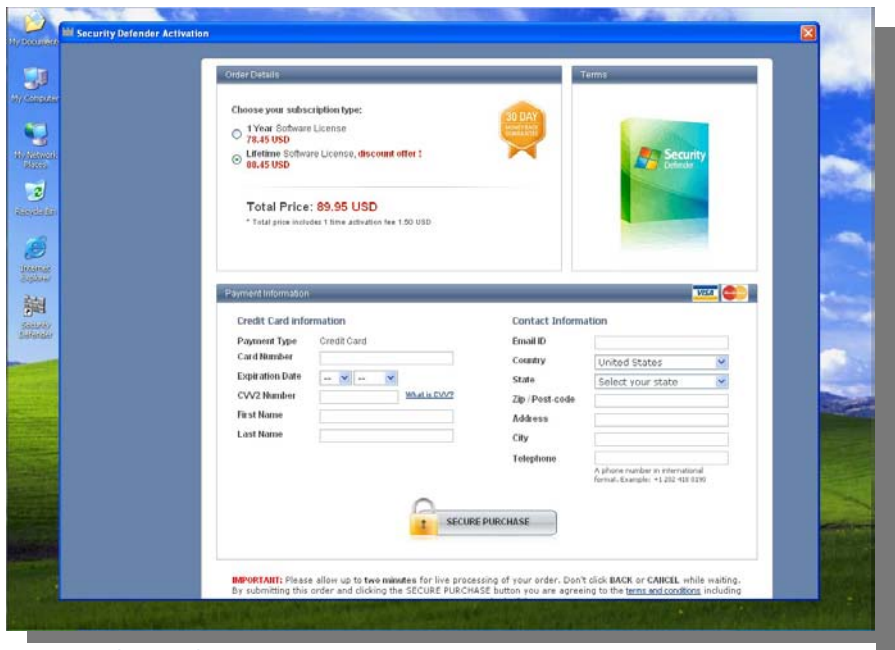 My Documents
My Computer
My Network
Places
Recycle Bin
Internet
Explorer
Security
Defender
Security Defender Activation
Order Details
Choose your subscription type:
1 Year Software License
78.45 USD
Lifetime Software License, discount offer !
88.45 USD
30 DAY
MONEY BACK
GUARANTEE
Total Price: 89.95 USD
* Total price includes 1 time activation fee 1.50 USD
Terms
Security
Defender
Payment Information
VISA
Credit Card information
Payment Type Credit Card
Card Number
Expiration Date -- --
CVV2 Number What is CVV?
First Name
Last Name
Contact Information
Email ID
Country United States
State Select your state
Zip / Post-code
Address
City
Telephone
A phone number in international
format. Example: +1 202 418 0190
SECURE PURCHASE
IMPORTANT: Please allow up to two minutes for live processing of your order. Don't click BACK or CANCEL while waiting.
By submitting this order and clicking the SECURE PURCHASE button you are agreeing to the terms and conditions including